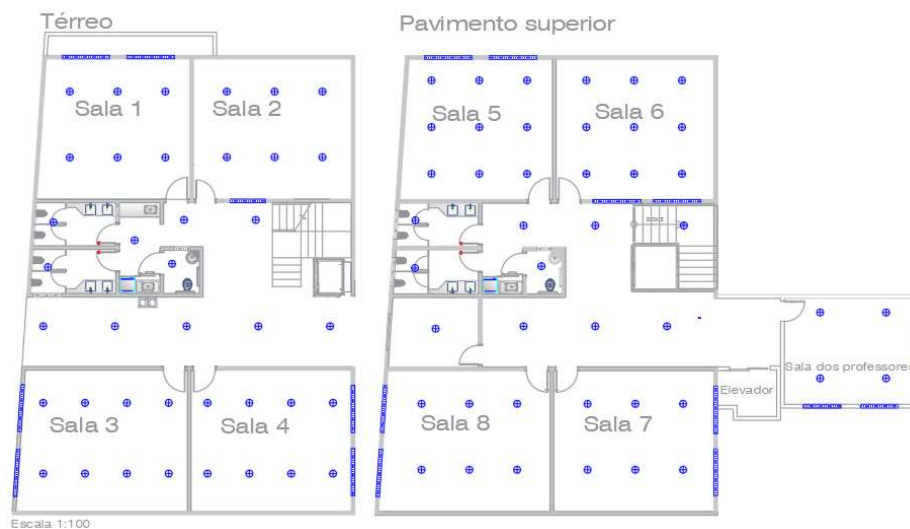 Térreo
Pavimento superior
Sala 1
Sala 2
Sala 5
Sala 6
Sala 3
Sala 4
Sala 8
Sala 7
Sala dos professores
Elevador
Escala 1:100